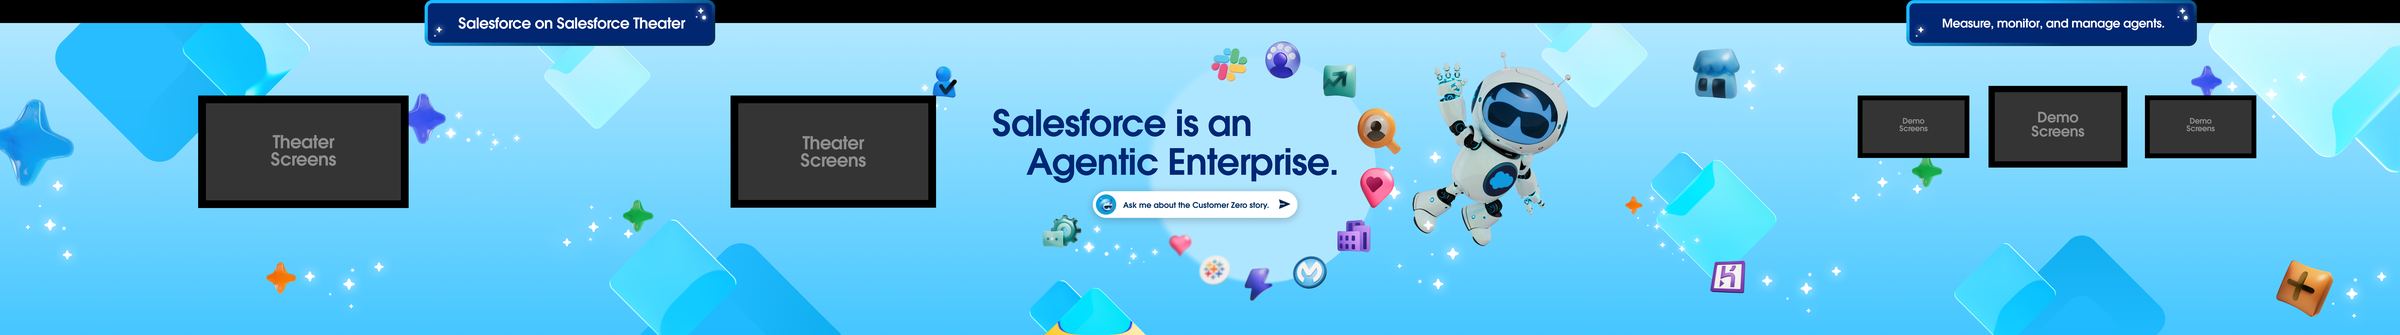 Salesforce on Salesforce Theater
Measure, monitor, and manage agents.
Theater
Screens
Theater
Screens
Salesforce is an
Agentic Enterprise.
Ask me about the Customer Zero story.
Demo
Screens
Demo
Screens
Demo
Screens